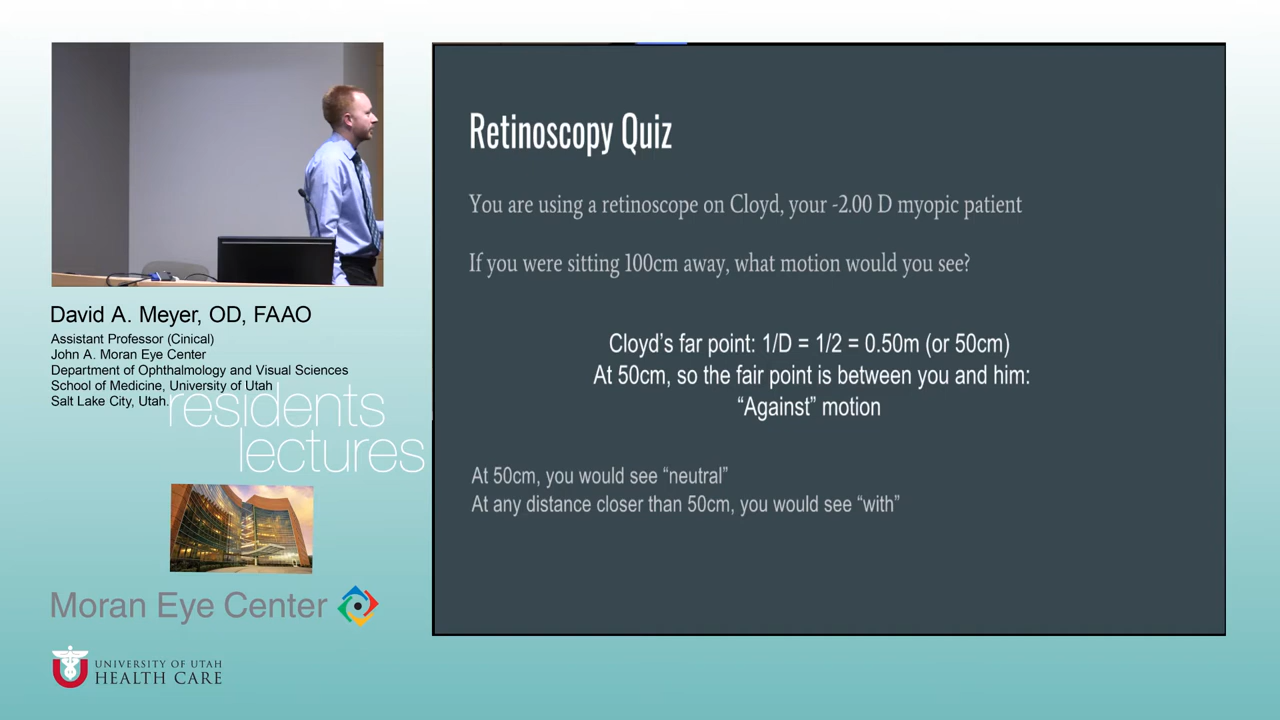 David A. Meyer, OD, FAAO
Assistant Professor (Cinical)
John A. Moran Eye Center
Department of Ophthalmology and Visual Sciences
School of Medicine, University of Utah
Salt Lake City, Utah.
residents
lectures
Moran Eye Center
U
UNIVERSITY OF UTAH
HEALTH CARE
Retinoscopy Quiz
You are using a retinoscope on Cloyd, your -2.00 D myopic patient
If you were sitting 100cm away, what motion would you see?
Cloyd's far point: 1/D = 1/2 = 0.50m (or 50cm)
At 50cm, so the fair point is between you and him:
“Against” motion
At 50cm, you would see “neutral”
At any distance closer than 50cm, you would see “with”